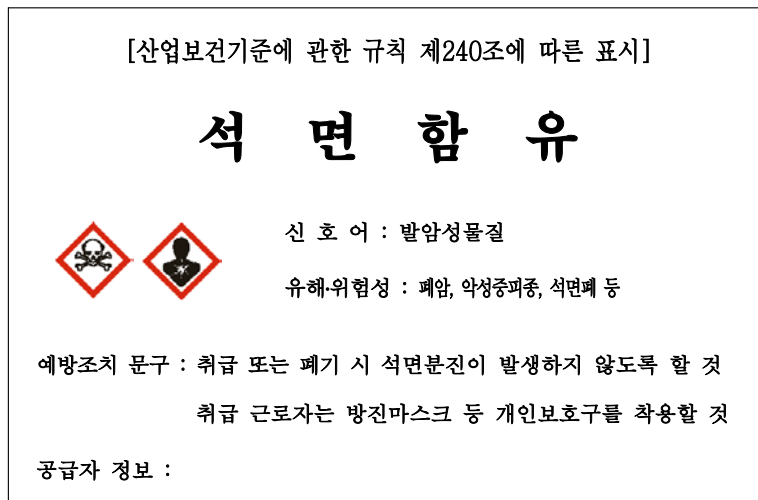 [산업보건기준에 관한 규칙 제240조에 따른 표시]
석 면 함 유
신 호 어 : 발암성물질
유해·위험성 : 폐암, 악성중피종, 석면폐 등
예방조치 문구 : 취급 또는 폐기 시 석면분진이 발생하지 않도록 할 것
취급 근로자는 방진마스크 등 개인보호구를 착용할 것
공급자 정보 :